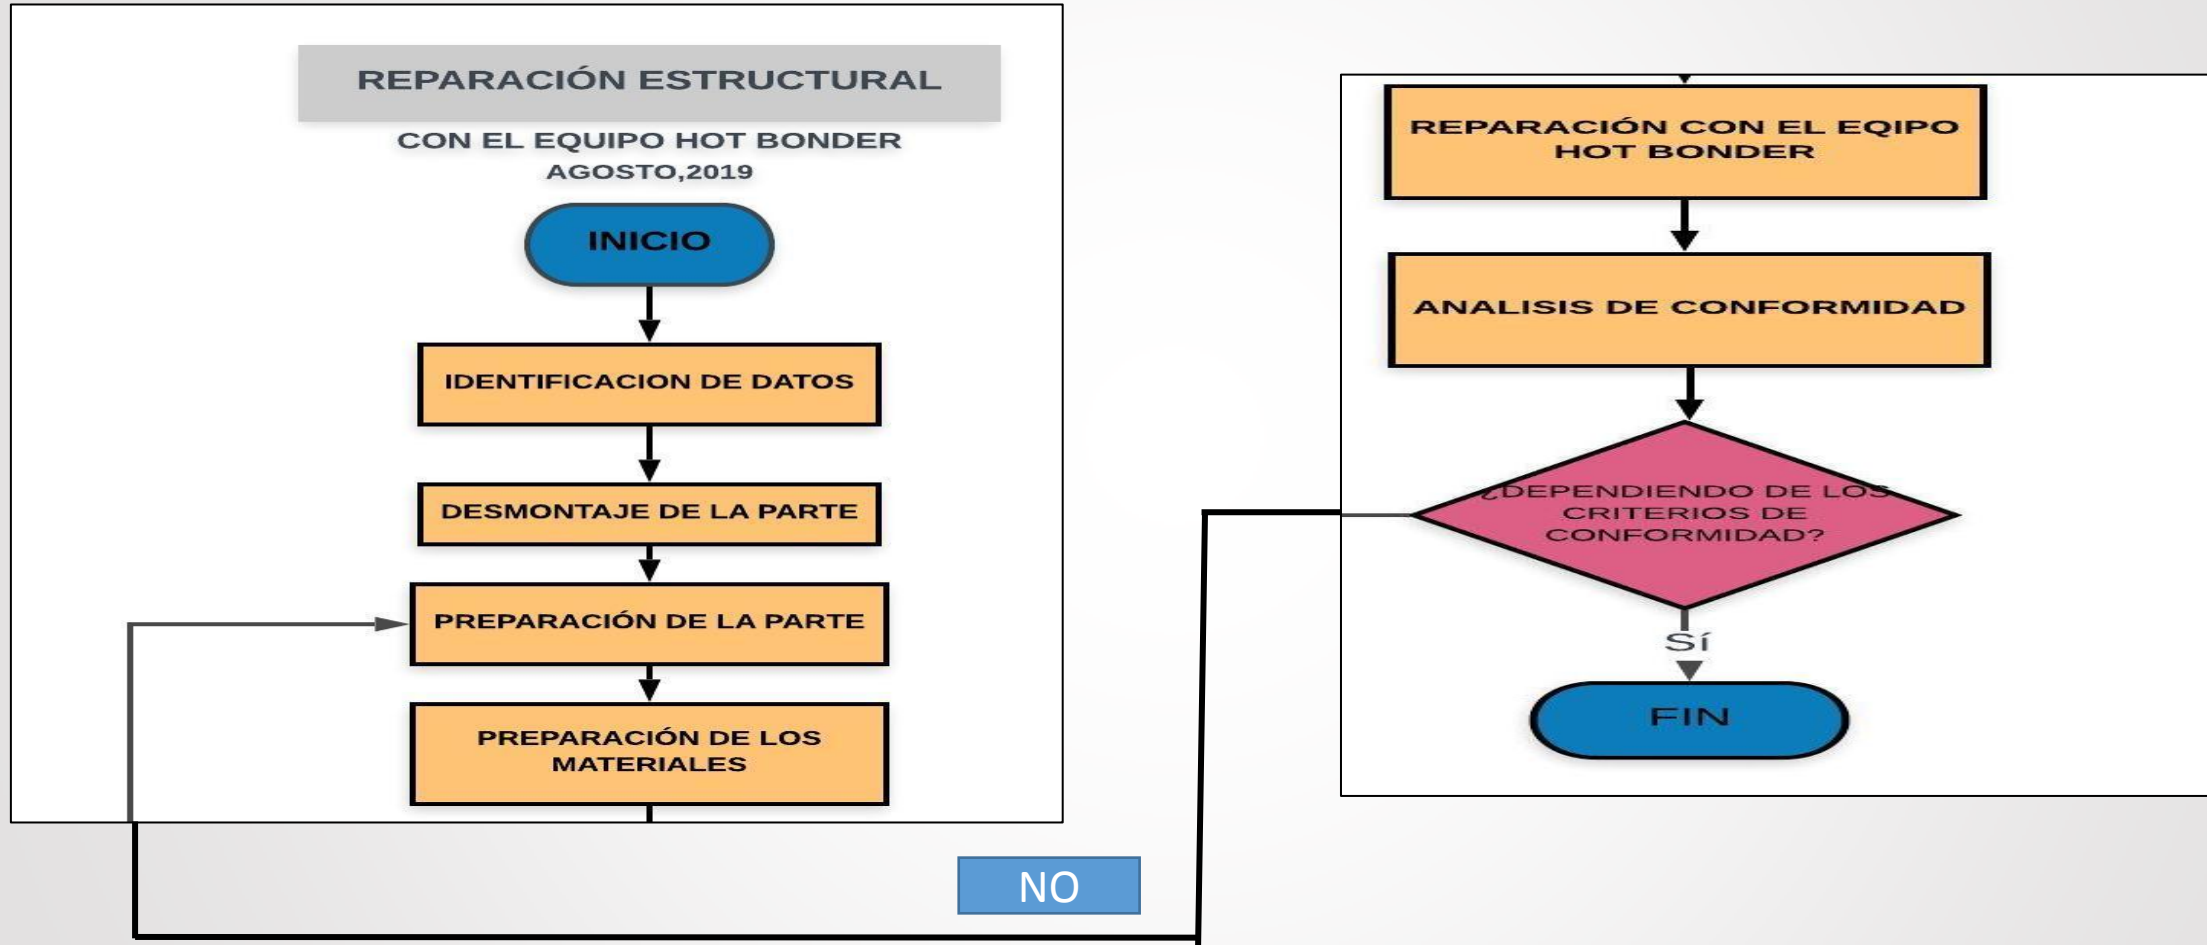 REPARACIÓN ESTRUCTURAL
CON EL EQUIPO HOT BONDER
AGOSTO,2019
INICIO
IDENTIFICACION DE DATOS
DESMONTAJE DE LA PARTE
PREPARACIÓN DE LA PARTE
PREPARACIÓN DE LOS
MATERIALES
NO
REPARACIÓN CON EL EQIPO
HOT BONDER
ANALISIS DE CONFORMIDAD
¿DEPENDIENDO DE LOS
CRITERIOS DE
CONFORMIDAD?
SÍ
FIN